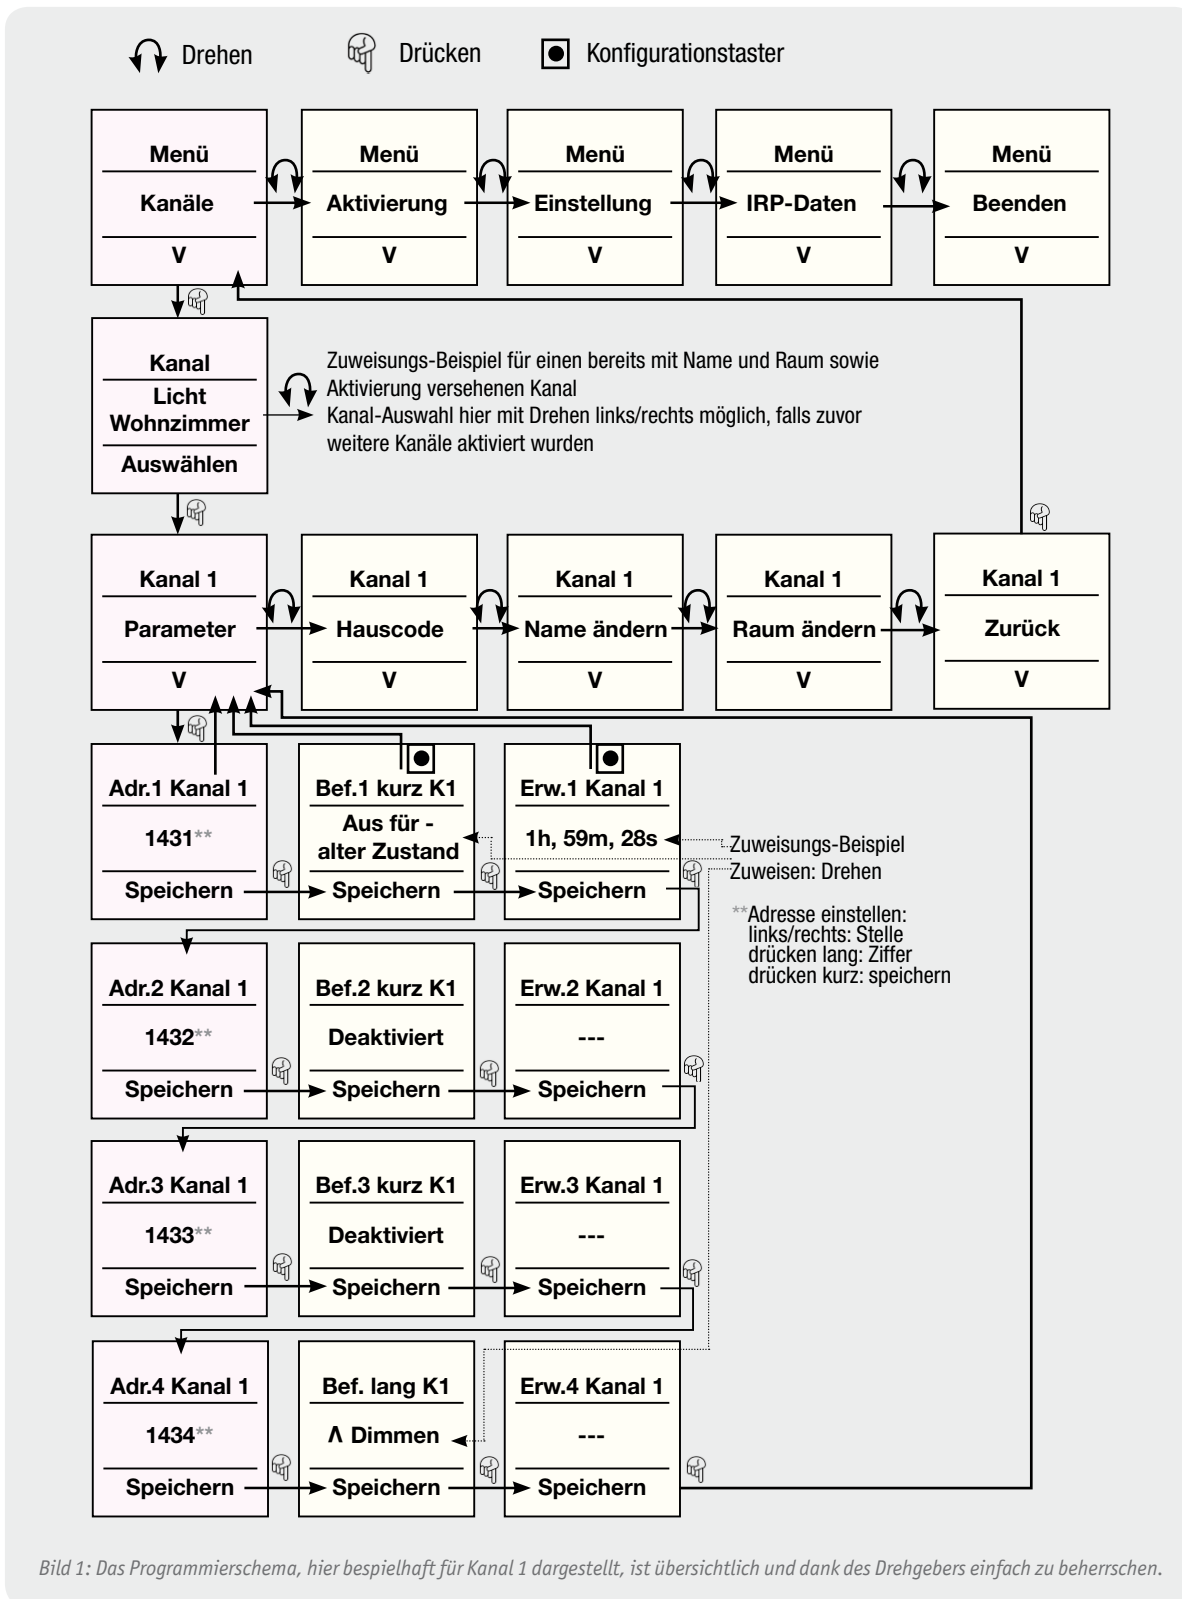 Drehen Drücken Konfigurationstaster
Menü Menü Menü Menü Menü
Kanäle Aktivierung Einstellung IRP-Daten Beenden
V V V V V
Kanal
Licht
Wohnzimmer
Auswählen
Zuweisungs-Beispiel für einen bereits mit Name und Raum sowie
Aktivierung versehenen Kanal
Kanal-Auswahl hier mit Drehen links/rechts möglich, falls zuvor
weitere Kanäle aktiviert wurden
Kanal 1 Kanal 1 Kanal 1 Kanal 1 Kanal 1
Parameter Hauscode Name ändern Raum ändern Zurück
V V V V V
Adr.1 Kanal 1 Bef.1 kurz K1 Erw.1 Kanal 1
1431** Aus für - alter Zustand 1h, 59m, 28s
Speichern Speichern Speichern
Zuweisungs-Beispiel
Zuweisen: Drehen
**Adresse einstellen:
links/rechts: Stelle
drücken lang: Ziffer
drücken kurz: speichern
Adr.2 Kanal 1 Bef.2 kurz K1 Erw.2 Kanal 1
1432** Deaktiviert ---
Speichern Speichern Speichern
Adr.3 Kanal 1 Bef.3 kurz K1 Erw.3 Kanal 1
1433** Deaktiviert ---
Speichern Speichern Speichern
Adr.4 Kanal 1 Bef. lang K1 Erw.4 Kanal 1
1434** Λ Dimmen ---
Speichern Speichern Speichern
Bild 1: Das Programmierschema, hier bespielhaft für Kanal 1 dargestellt, ist übersichtlich und dank des Drehgebers einfach zu beherrschen.